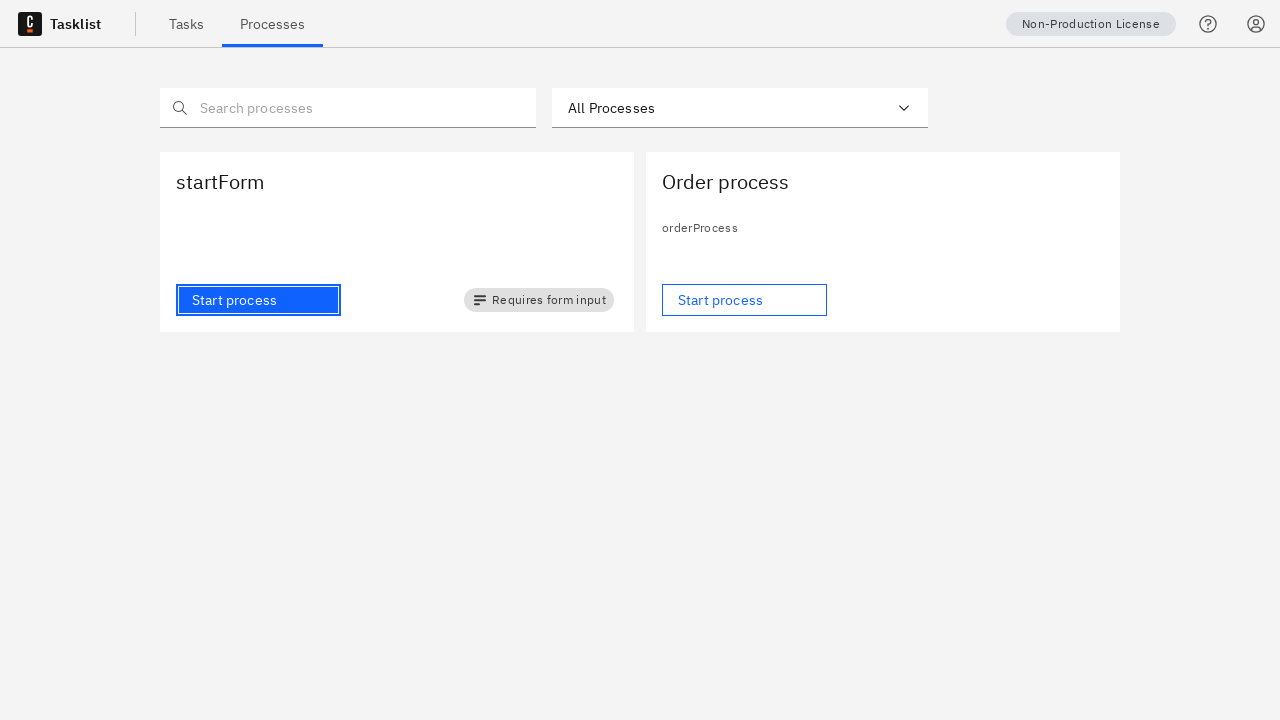 Tasklist
Tasks
Processes
Non-Production License
Search processes
All Processes
startForm
Start process
Requires form input
Order process
orderProcess
Start process